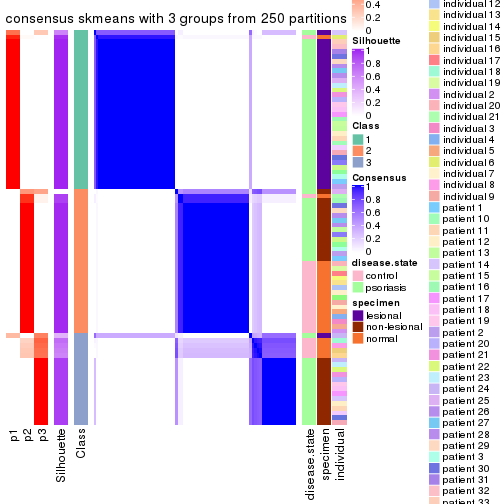 consensus skmeans with 3 groups from 250 partitions
0.4
0.2
0
Silhouette
1
0.8
0.6
0.4
0.2
0
Class
1
2
3
Consensus
1
0.8
0.6
0.4
0.2
0
disease.state
control
psoriasis
specimen
lesional
non-lesional
normal
individual 12
individual 13
individual 14
individual 15
individual 16
individual 17
individual 18
individual 19
individual 2
individual 20
individual 21
individual 3
individual 4
individual 5
individual 6
individual 7
individual 8
individual 9
patient 1
patient 10
patient 11
patient 12
patient 13
patient 14
patient 15
patient 16
patient 17
patient 18
patient 19
patient 2
patient 20
patient 21
patient 22
patient 23
patient 24
patient 25
patient 26
patient 27
patient 28
patient 29
patient 3
patient 30
patient 31
patient 32
patient 33
p1
p2
p3
Silhouette
Class
disease.state
specimen
individual